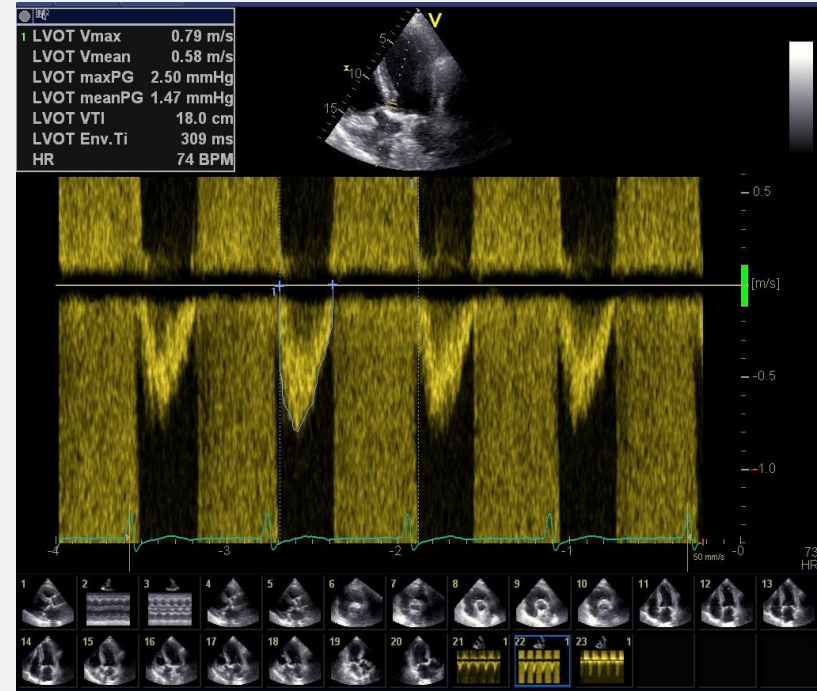 1 LVOT Vmax 0.79 m/s
LVOT Vmean 0.58 m/s
LVOT maxPG 2.50 mmHg
LVOT meanPG 1.47 mmHg
LVOT VTI 18.0 cm
LVOT Env.Ti 309 ms
HR 74 BPM
V
5
10
15
1
0.5
1
[m/s]
-0.5
-1.0
-4 -3 -2 -1 -0
50 mm/s
73
HR
1 2 3 4 5 6 7 8 9 10 11 12 13
14 15 16 17 18 19 20 21 1 22 1 23 1